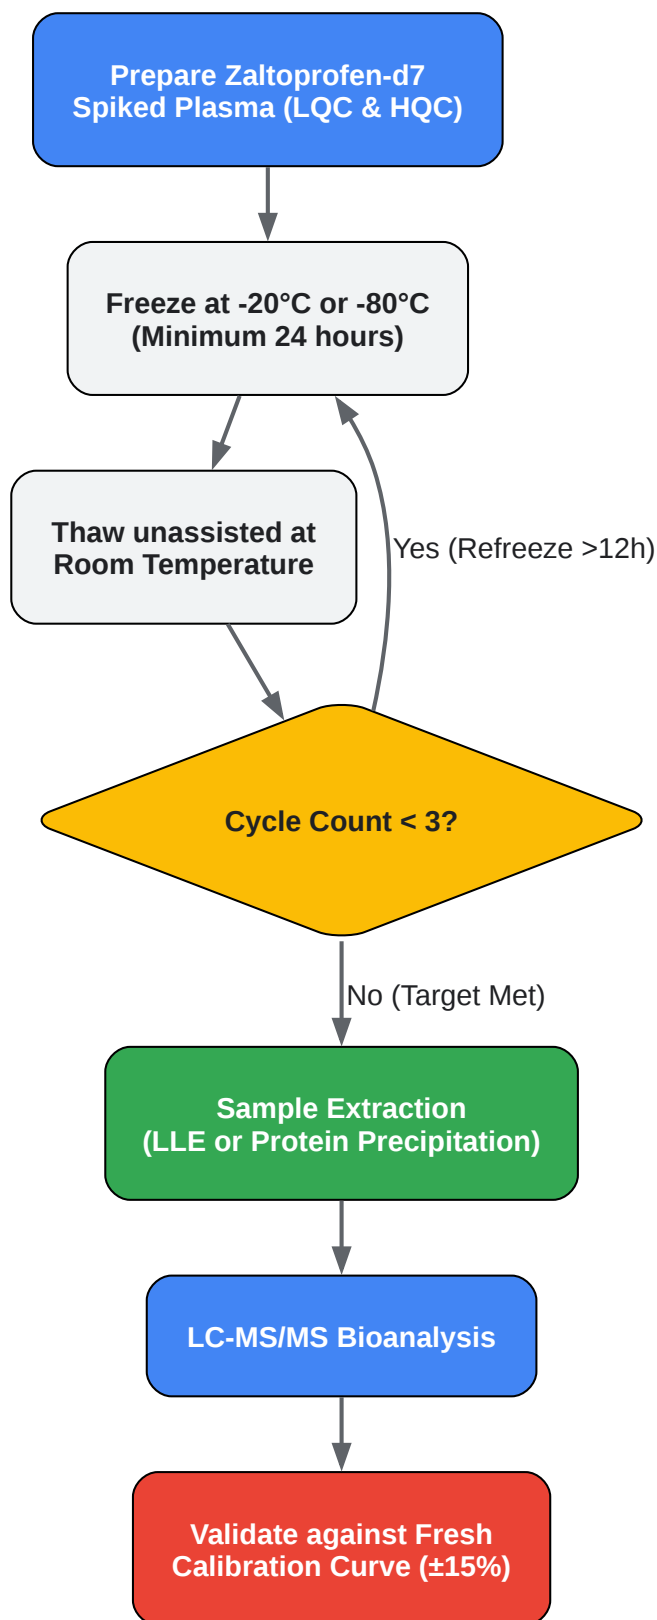 Prepare Zaltoprofen-d7
Spiked Plasma (LQC & HQC)
Freeze at -20°C or -80°C
(Minimum 24 hours)
Thaw unassisted at
Room Temperature
Yes (Refreeze >12h)
Cycle Count < 3?
No (Target Met)
Sample Extraction
(LLE or Protein Precipitation)
LC-MS/MS Bioanalysis
Validate against Fresh
Calibration Curve (±15%)